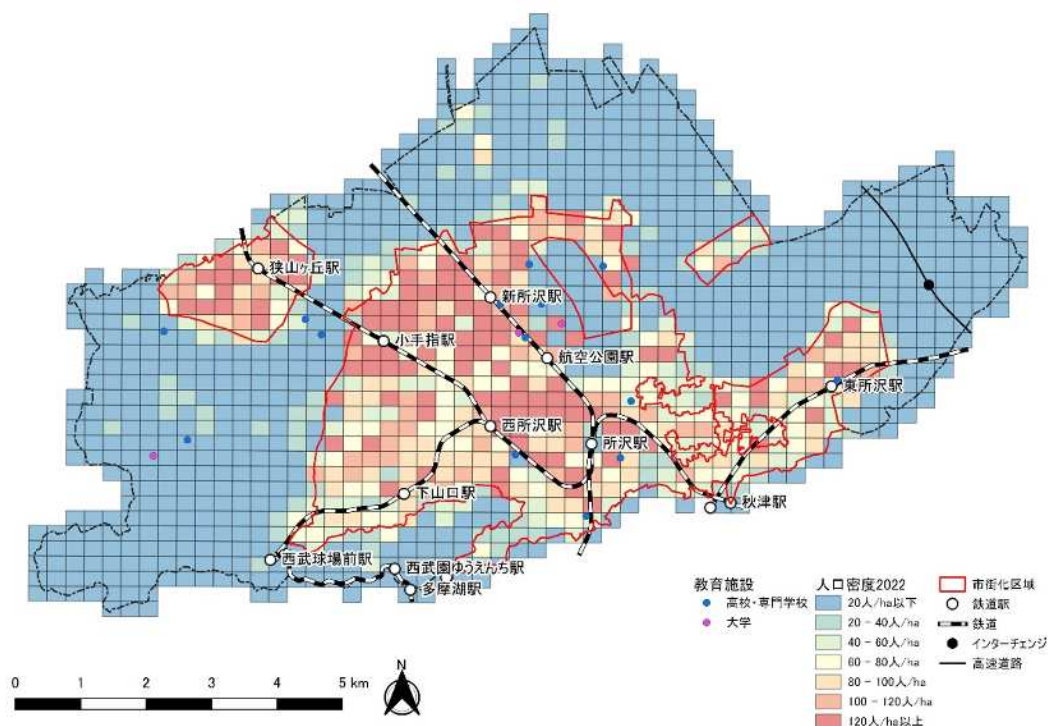 狭山ヶ丘駅
新所沢駅
小手指駅
航空公園駅
東所沢駅
西所沢駅
所沢駅
下山口駅
秋津駅
西武球場前駅
西武園ゆうえんち駅
多摩湖駅
教育施設
高校・専門学校
大学
人口密度2022
20人/ha以下
20 - 40人/ha
40 - 60人/ha
60 - 80人/ha
80 - 100人/ha
100 - 120人/ha
120人/ha以上
市街化区域
鉄道駅
鉄道
インターチェンジ
高速道路
0 1 2 3 4 5 km
N